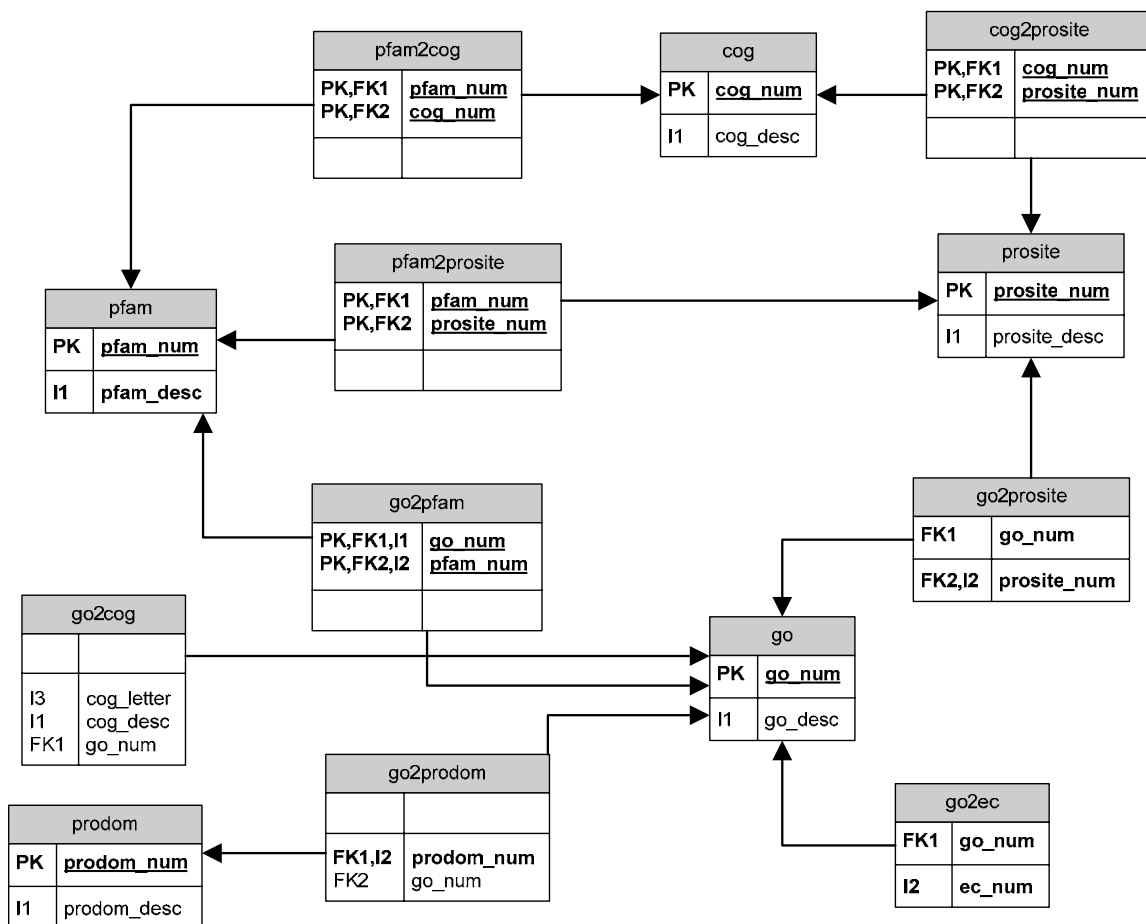 pfam2cog
PK,FK1 pfam_num
PK,FK2 cog_num
cog
PK cog_num
I1 cog_desc
cog2prosite
PK,FK1 cog_num
PK,FK2 prosite_num
pfam2prosite
PK,FK1 pfam_num
PK,FK2 prosite_num
prosite
PK prosite_num
I1 prosite_desc
pfam
PK pfam_num
I1 pfam_desc
go2pfam
PK,FK1,I1 go_num
PK,FK2,I2 pfam_num
go2prosite
FK1 go_num
FK2,I2 prosite_num
go2cog
I3 cog_letter
I1 cog_desc
FK1 go_num
go
PK go_num
I1 go_desc
go2prodom
FK1,I2 prodom_num
FK2 go_num
prodom
PK prodom_num
I1 prodom_desc
go2ec
FK1 go_num
I2 ec_num